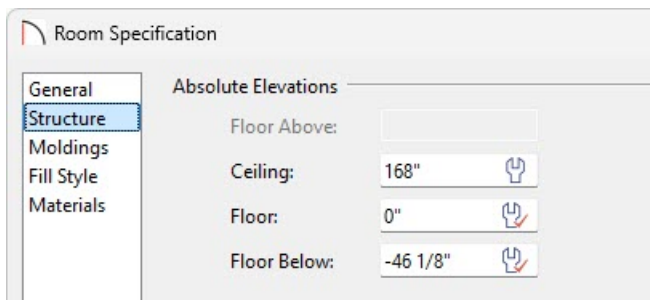 Room Specification
General
Structure
Moldings
Fill Style
Materials
Absolute Elevations
Floor Above:
Ceiling: 168"
Floor: 0"
Floor Below: -46 1/8"